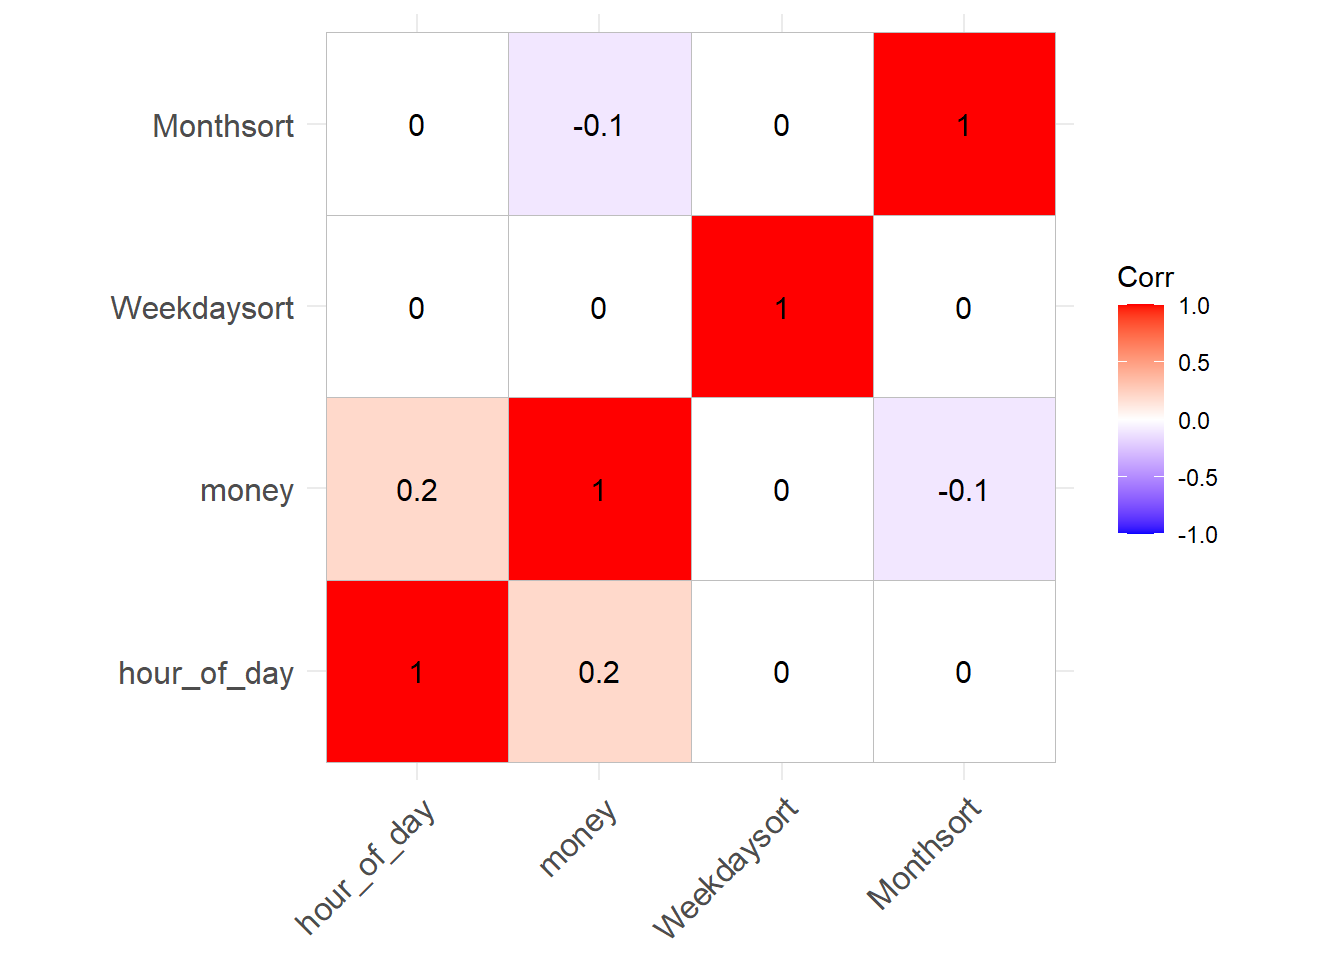 Monthsort 0 -0.1 0 1
Weekdaysort 0 0 1 0
money 0.2 1 0 -0.1
hour_of_day 1 0.2 0 0
hour_of_day money Weekdaysort Monthsort
Corr
1.0
0.5
0.0
-0.5
-1.0